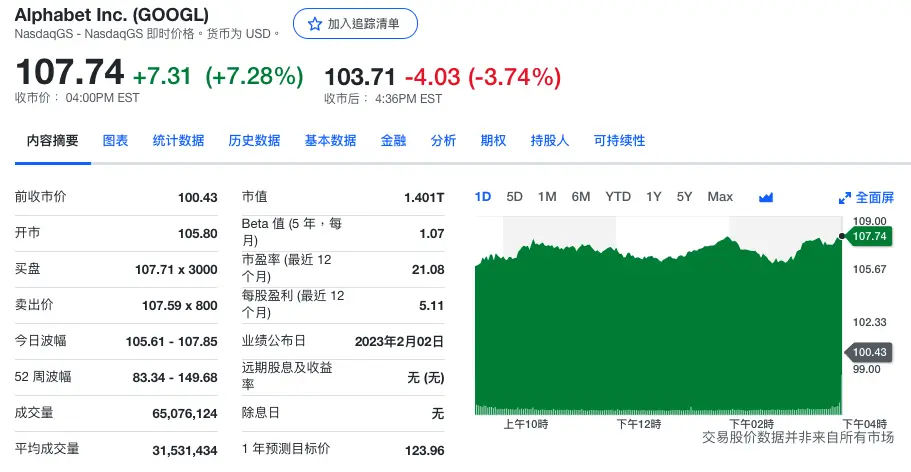 Alphabet Inc. (GOOGL)
加入追踪清单
NasdaqGS - NasdaqGS 即时价格。货币为 USD。
107.74 +7.31 (+7.28%) 103.71 -4.03 (-3.74%)
收市价： 04:00PM EST 收市后： 4:36PM EST
内容摘要 图表 统计数据 历史数据 基本数据 金融 分析 期权 持股人 可持续性
前收市价 100.43
开市 105.80
买盘 107.71 x 3000
卖出价 107.59 x 800
今日波幅 105.61 - 107.85
52 周波幅 83.34 - 149.68
成交量 65,076,124
平均成交量 31,531,434
市值 1.401T
Beta 值 (5 年，每
月) 1.07
市盈率 (最近 12
个月) 21.08
每股盈利 (最近 12
个月) 5.11
业绩公布日 2023年2月02日
远期股息及收益
率 无 (无)
除息日 无
1 年预测目标价 123.96
1D 5D 1M 6M YTD 1Y 5Y Max 全面屏
109.00
107.74
105.67
102.33
100.43
99.00
上午10時 下午12時 下午02時 下午04時
交易股价数据并非来自所有市场